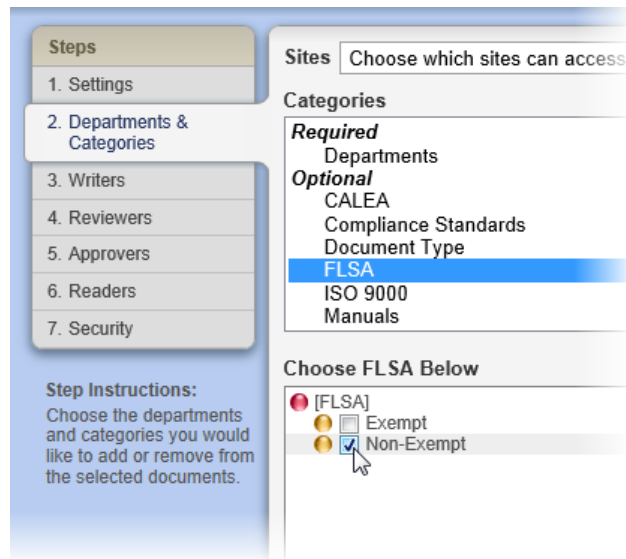 Steps
1. Settings
2. Departments &
Categories
3. Writers
4. Reviewers
5. Approvers
6. Readers
7. Security
Step Instructions:
Choose the departments
and categories you would
like to add or remove from
the selected documents.
Sites Choose which sites can access
Categories
Required
Departments
Optional
CALEA
Compliance Standards
Document Type
FLSA
ISO 9000
Manuals
Choose FLSA Below
[FLSA]
Exempt
Non-Exempt